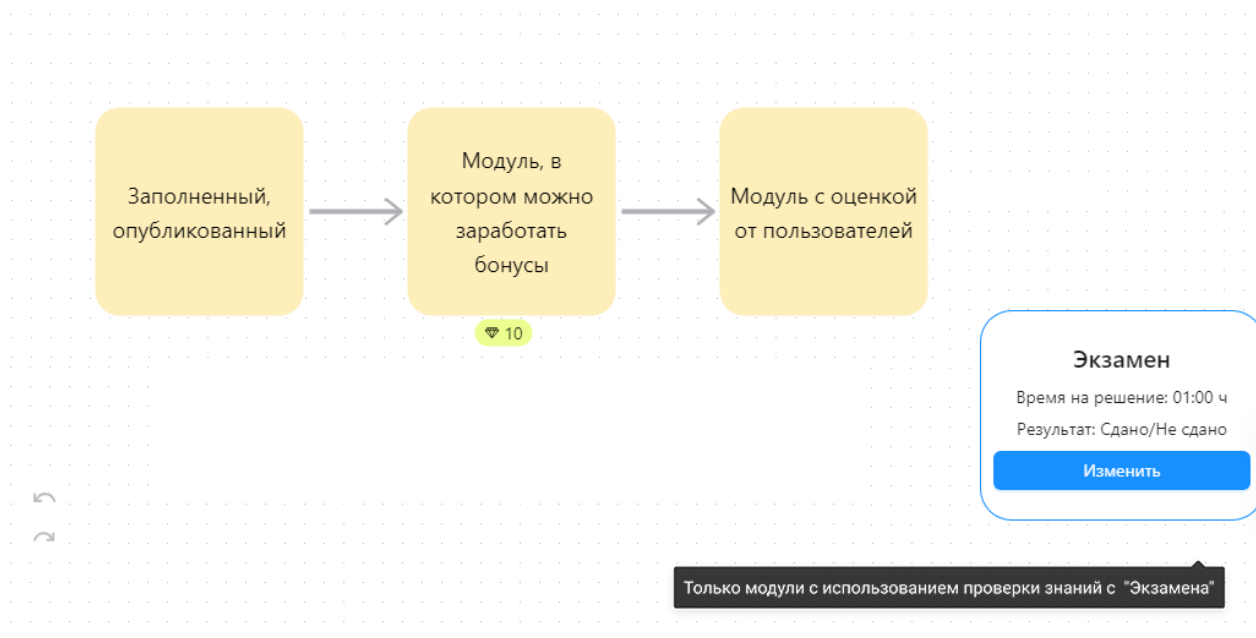 Заполненный,
опубликованный
Модуль, в
котором можно
заработать
бонусы
10
Модуль с оценкой
от пользователей
Экзамен
Время на решение: 01:00 ч
Результат: Сдано/Не сдано
Изменить
Только модули с использованием проверки знаний с "Экзамена"